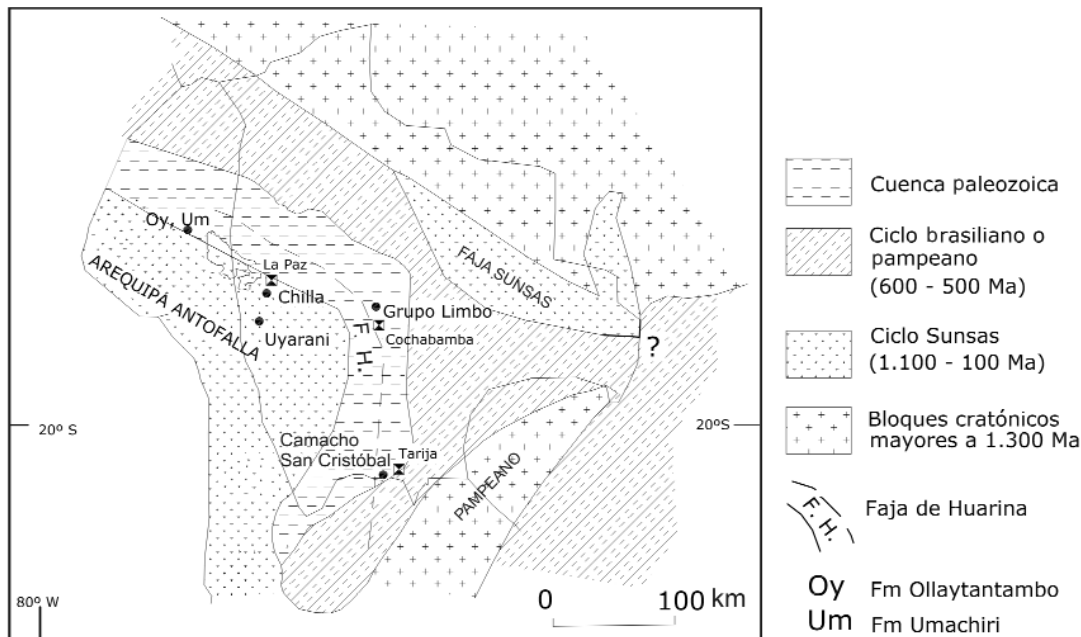 Oy, Um
La Paz
Chilla
Uyarani
AREQUIPA ANTOFALLA
FAJA SUNSAS
Grupo Limbo
Cochabamba
F. H.
?
20º S
20ºS
Camacho
San Cristóbal
Tarija
PAMPEANO
80º W
0 100 km
Cuenca paleozoica
Ciclo brasiliano o
pampeano
(600 - 500 Ma)
Ciclo Sunsas
(1.100 - 100 Ma)
Bloques cratónicos
mayores a 1.300 Ma
F. H.
Faja de Huarina
Oy Fm Ollaytantambo
Um Fm Umachiri